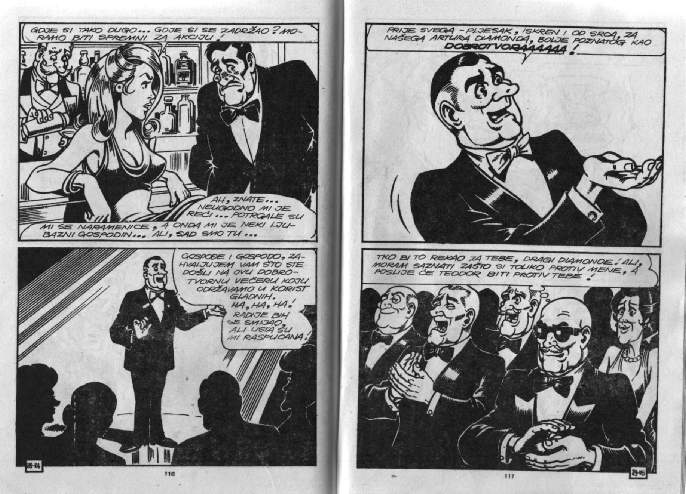 GDJE SI TAKO DUGO... GDJE SI SE ZADRŽAO? MO-
RAMO BITI SPREMNI ZA AKCIJU!
ALI, ZNATE...
NEUGODNO MI JE
REĆI... POTRGALE SU
MI SE NARAMENICE, A ONDA MI JE NEKI LJU-
BAZNI GOSPODIN... ALI, SAD SMO TU...
GOSPOĐE I GOSPODO, ZA-
HVALJUJEM VAM ŠTO STE
DOŠLI NA OVU DOBRO-
TVORNU VEČERU KOJU
ODRŽAVAMO U KORIST
GLADNIH.
HA, HA, HA!
RADIJE BIH
SE SMIJAO,
ALI USTA SU
MI RASPUCANA!
116
PRIJE SVEGA - PLJESAK, ISKREN I OD SRCA, ZA
NAŠEGA ARTURA DIAMONDA, BOLJE POZNATOG KAO
DOBROTVORAAAAAA!
TKO BI TO REKAO ZA TEBE, DRAGI DIAMONDE! ALI,
MORAM SAZNATI ZAŠTO SI TOLIKO PROTIV MENE, A
POSLIJE ĆE TEODOR BITI PROTIV TEBE!
117